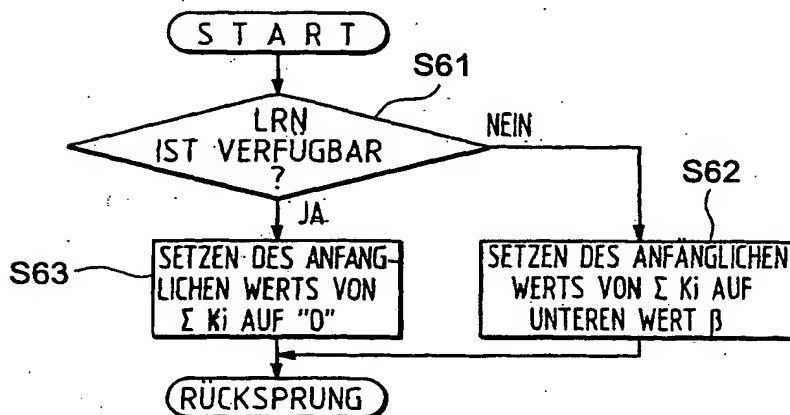 START
S61
LRN
IST VERFÜGBAR
?
NEIN
JA
S62
S63
SETZEN DES ANFANG-
LICHEN WERTS VON
Σ Ki AUF "0"
SETZEN DES ANFÄNGLICHEN
WERTS VON Σ Ki AUF
UNTEREN WERT β
RÜCKSPRUNG